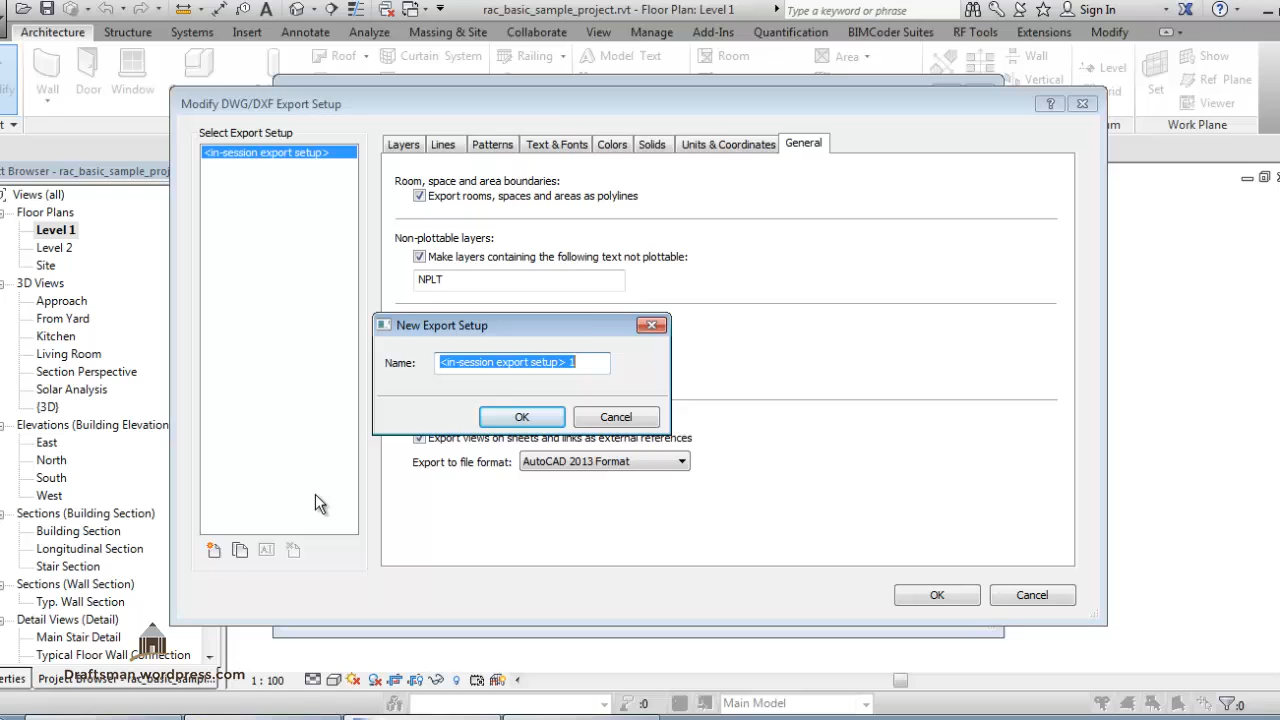 rac_basic_sample_project.rvt - Floor Plan: Level 1
Type a keyword or phrase
Sign In
Architecture
Structure
Systems
Insert
Annotate
Analyze
Massing & Site
Collaborate
View
Manage
Add-Ins
Quantification
BIMCoder Suites
RF Tools
Extensions
Modify
Roof
Curtain System
Railing
Model Text
Room
Area
Wall
Level
Show
Wall
Door
Window
Vertical
Set
Ref Plane
Viewer
Work Plane
Modify DWG/DXF Export Setup
Select Export Setup
<in-session export setup>
Layers
Lines
Patterns
Text & Fonts
Colors
Solids
Units & Coordinates
General
Room, space and area boundaries:
Export rooms, spaces and areas as polylines
Non-plottable layers:
Make layers containing the following text not plottable:
NPLT
New Export Setup
Name:
<in-session export setup> 1
OK
Cancel
Export views on sheets and links as external references
Export to file format:
AutoCAD 2013 Format
OK
Cancel
ct Browser - rac_basic_sample_proj
Views (all)
Floor Plans
Level 1
Level 2
Site
3D Views
Approach
From Yard
Kitchen
Living Room
Section Perspective
Solar Analysis
{3D}
Elevations (Building Elevation
East
North
South
West
Sections (Building Section)
Building Section
Longitudinal Section
Stair Section
Sections (Wall Section)
Typ. Wall Section
Detail Views (Detail)
Main Stair Detail
Typical Floor Wall Connection
erties
Project Browser - rac_basic_sampl...
Draftsman.wordpress.com
1 : 100
:0
Main Model
:0